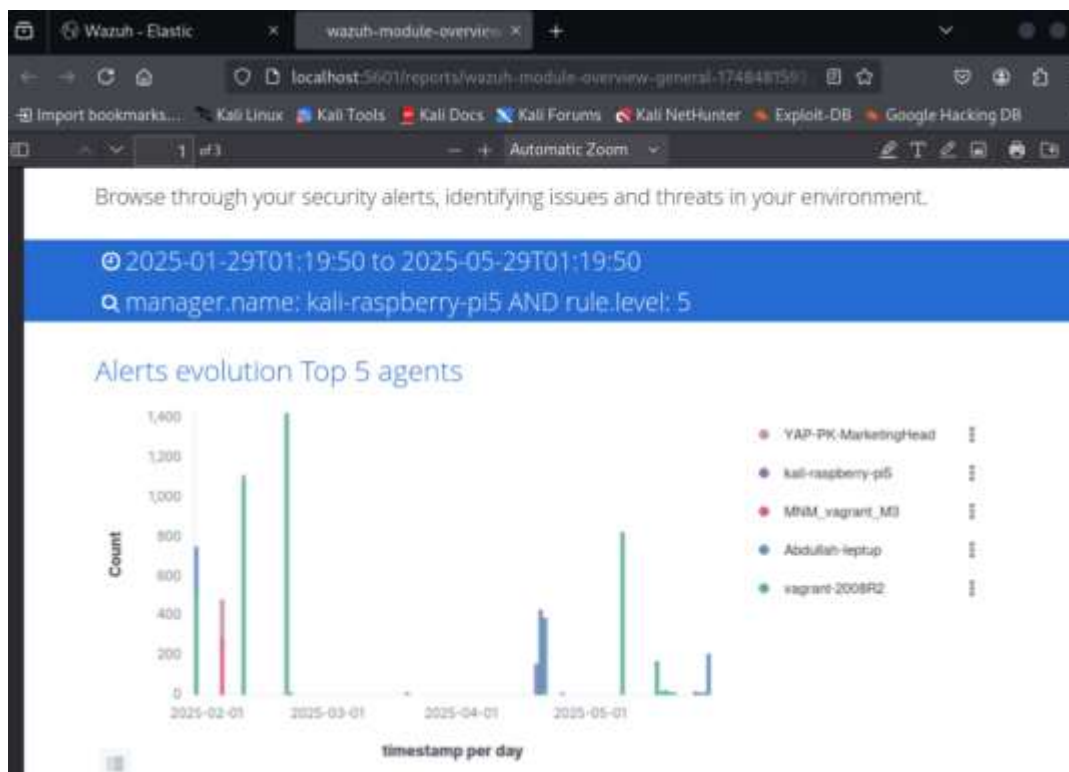 Wazuh - Elastic
wazuh-module-overview
localhost:5601/reports/wazuh-module-overview-general-1748481591
Import bookmarks...
Kali Linux
Kali Tools
Kali Docs
Kali Forums
Kali NetHunter
Exploit-DB
Google Hacking DB
1 of 3
Automatic Zoom
Browse through your security alerts, identifying issues and threats in your environment.
2025-01-29T01:19:50 to 2025-05-29T01:19:50
manager.name: kali-raspberry-pi5 AND rule.level: 5
Alerts evolution Top 5 agents
1,400
1,200
1,000
800
600
400
200
0
Count
2025-02-01
2025-03-01
2025-04-01
2025-05-01
timestamp per day
YAP-PK-MarketingHead
kali-raspberry-pi5
MNM_vagrant_M3
Abdullah-leptup
vagrant-2008R2